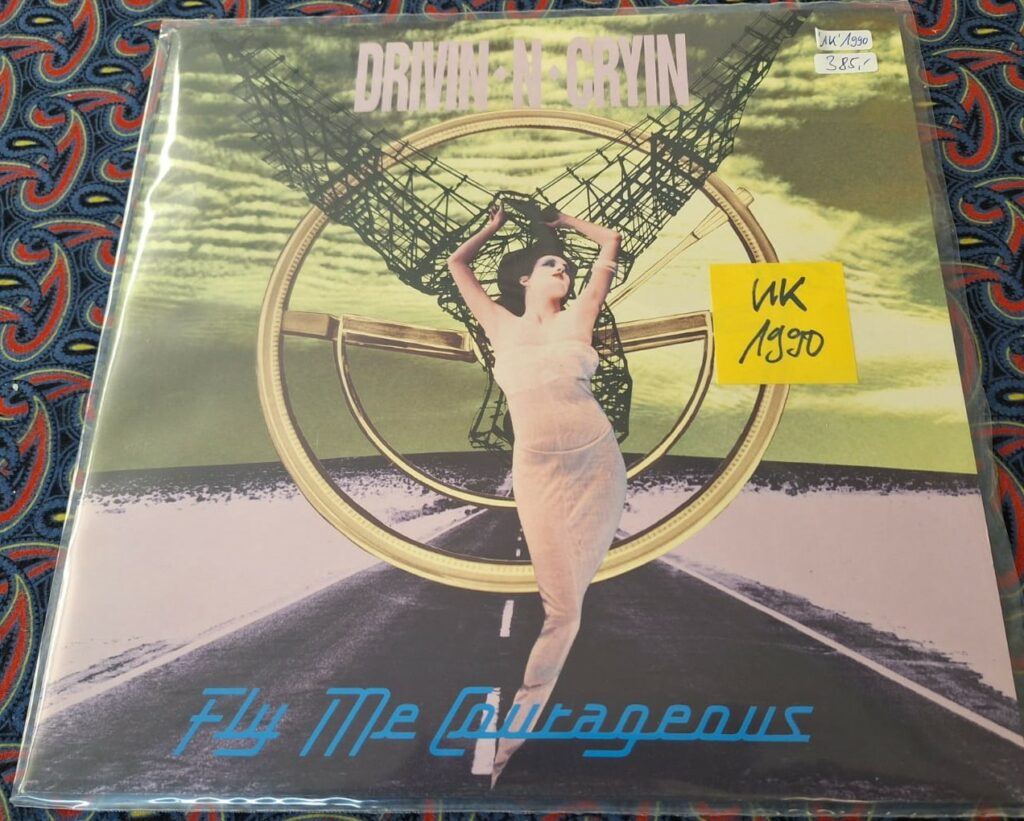 DRIVIN·N·CRYIN
'UK' 1990
385,-
UK
1990
Fly Me Courageous